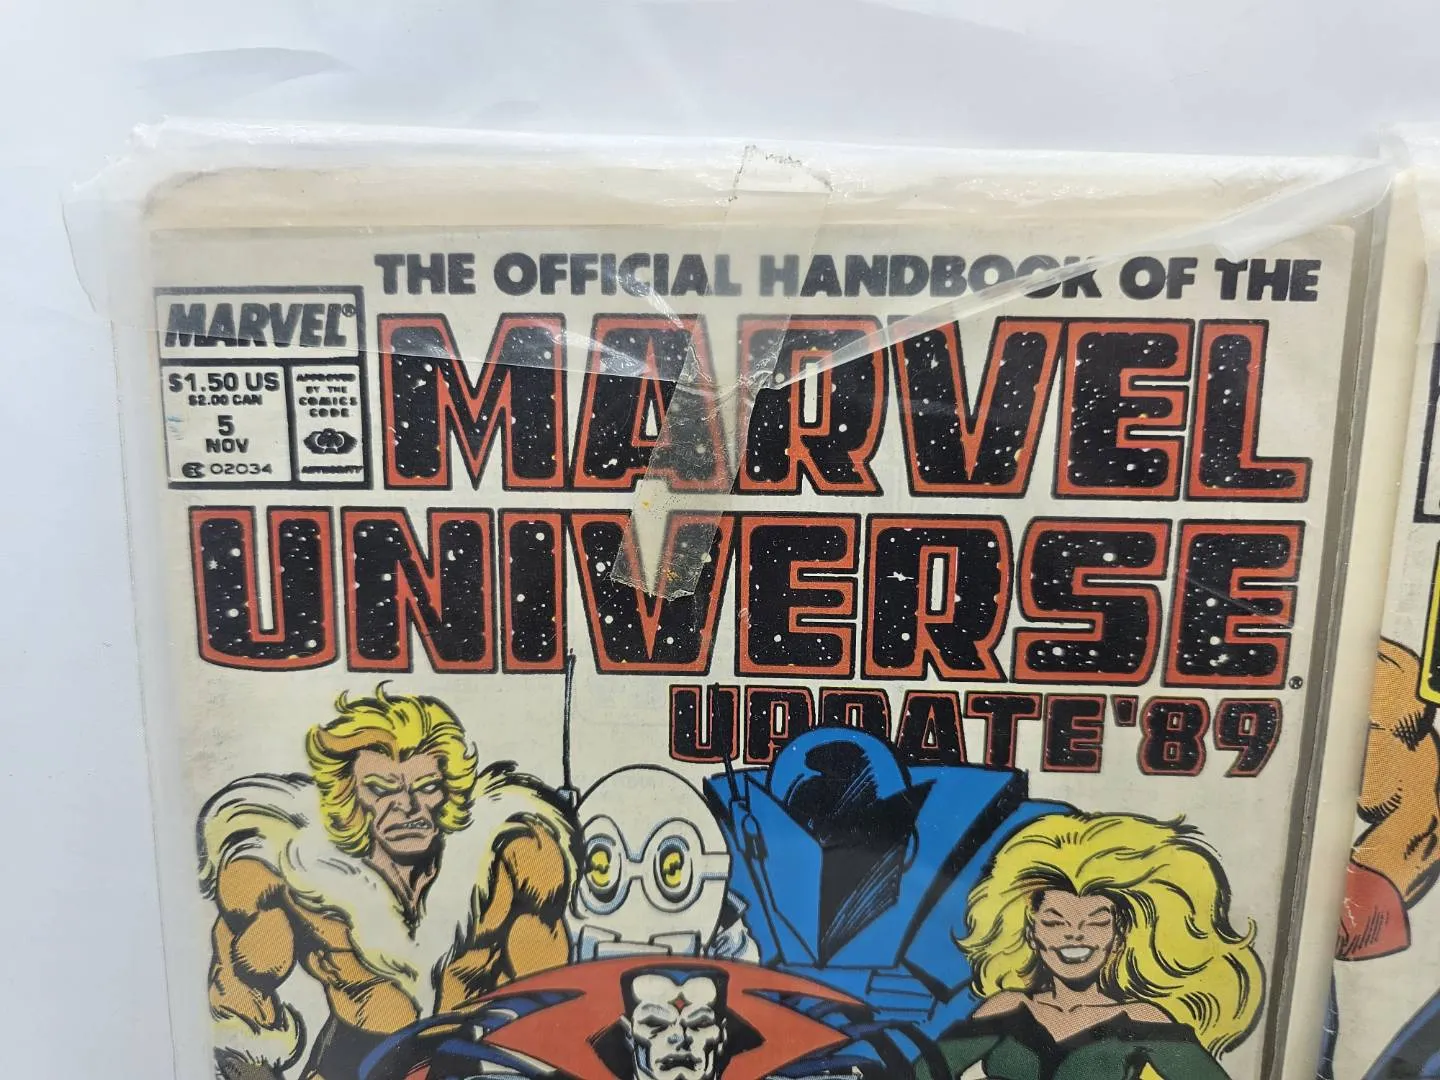 THE OFFICIAL HANDBOOK OF THE
MARVEL®
MARVEL
$1.50 US
$2.00 CAN
5
NOV
02034
APPROVED
BY THE
COMICS
CODE
AUTHORITY
UNIVERSE®
UPDATE '89